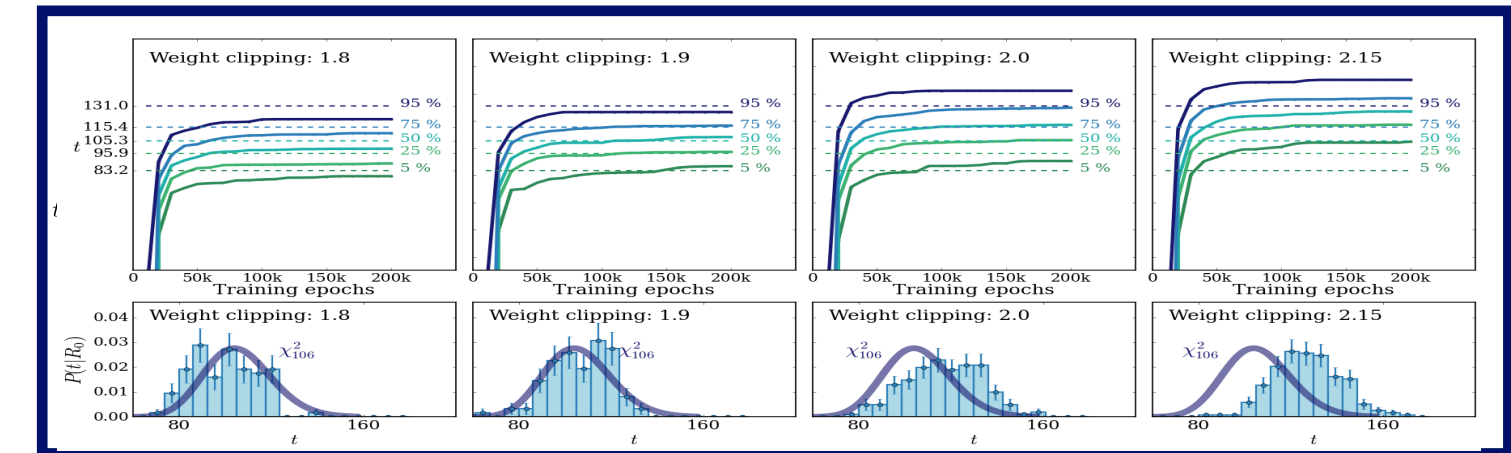 Weight clipping: 1.8
Weight clipping: 1.9
Weight clipping: 2.0
Weight clipping: 2.15
131.0
115.4
105.3
95.9
83.2
t
t
95 %
75 %
50 %
25 %
5 %
95 %
75 %
50 %
25 %
5 %
95 %
75 %
50 %
25 %
5 %
95 %
75 %
50 %
25 %
5 %
0 50k 100k 150k 200k
0 50k 100k 150k 200k
0 50k 100k 150k 200k
0 50k 100k 150k 200k
Training epochs
Training epochs
Training epochs
Training epochs
Weight clipping: 1.8
Weight clipping: 1.9
Weight clipping: 2.0
Weight clipping: 2.15
0.04
0.03
0.02
0.01
0.00
P(t|R₀)
χ²₁₀₆
χ²₁₀₆
χ²₁₀₆
χ²₁₀₆
80 160
80 160
80 160
80 160
t
t
t
t